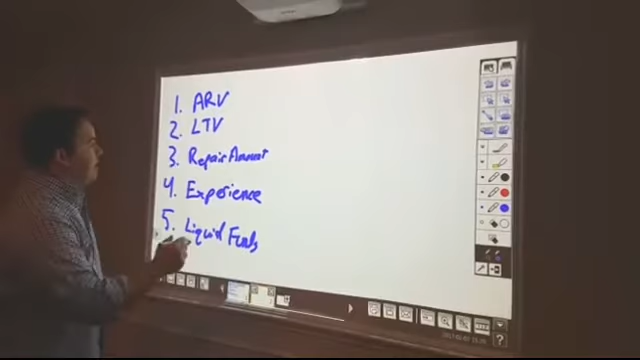 1. ARV
2. LTV
3. Repair Amount
4. Experience
5. Liquid Funds